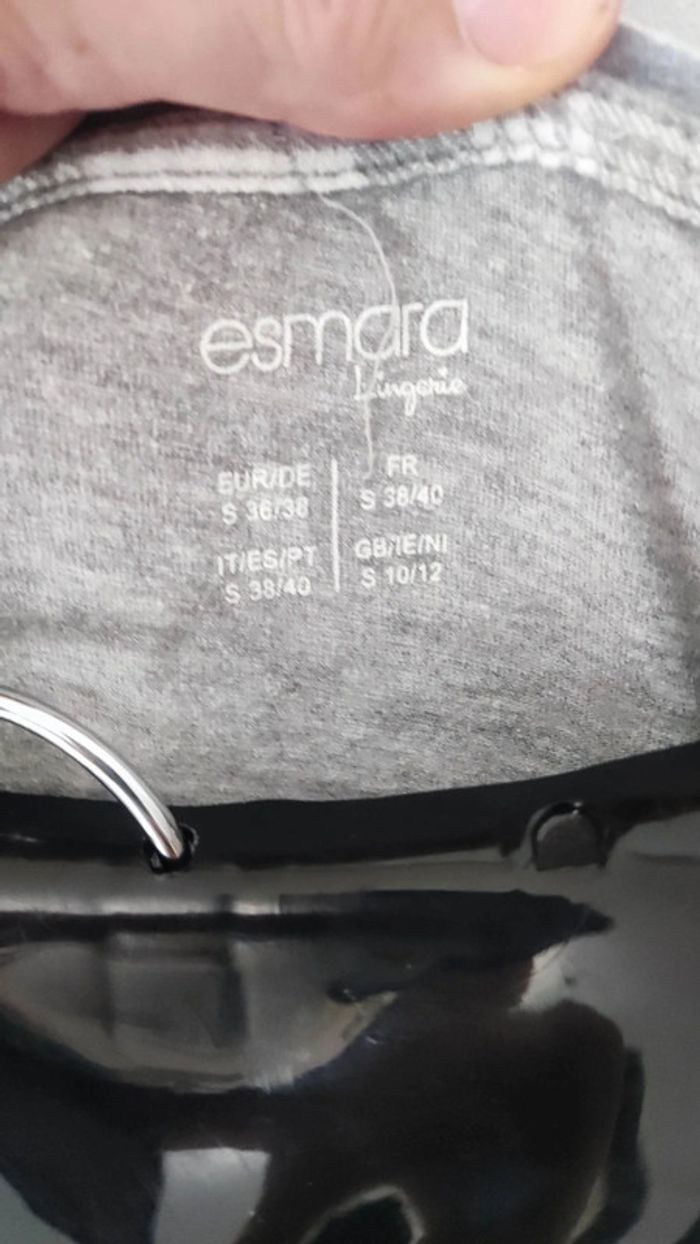 esmara
Lingerie
EUR/DE
S 36/38
FR
S 38/40
IT/ES/PT
S 38/40
GB/IE/NI
S 10/12